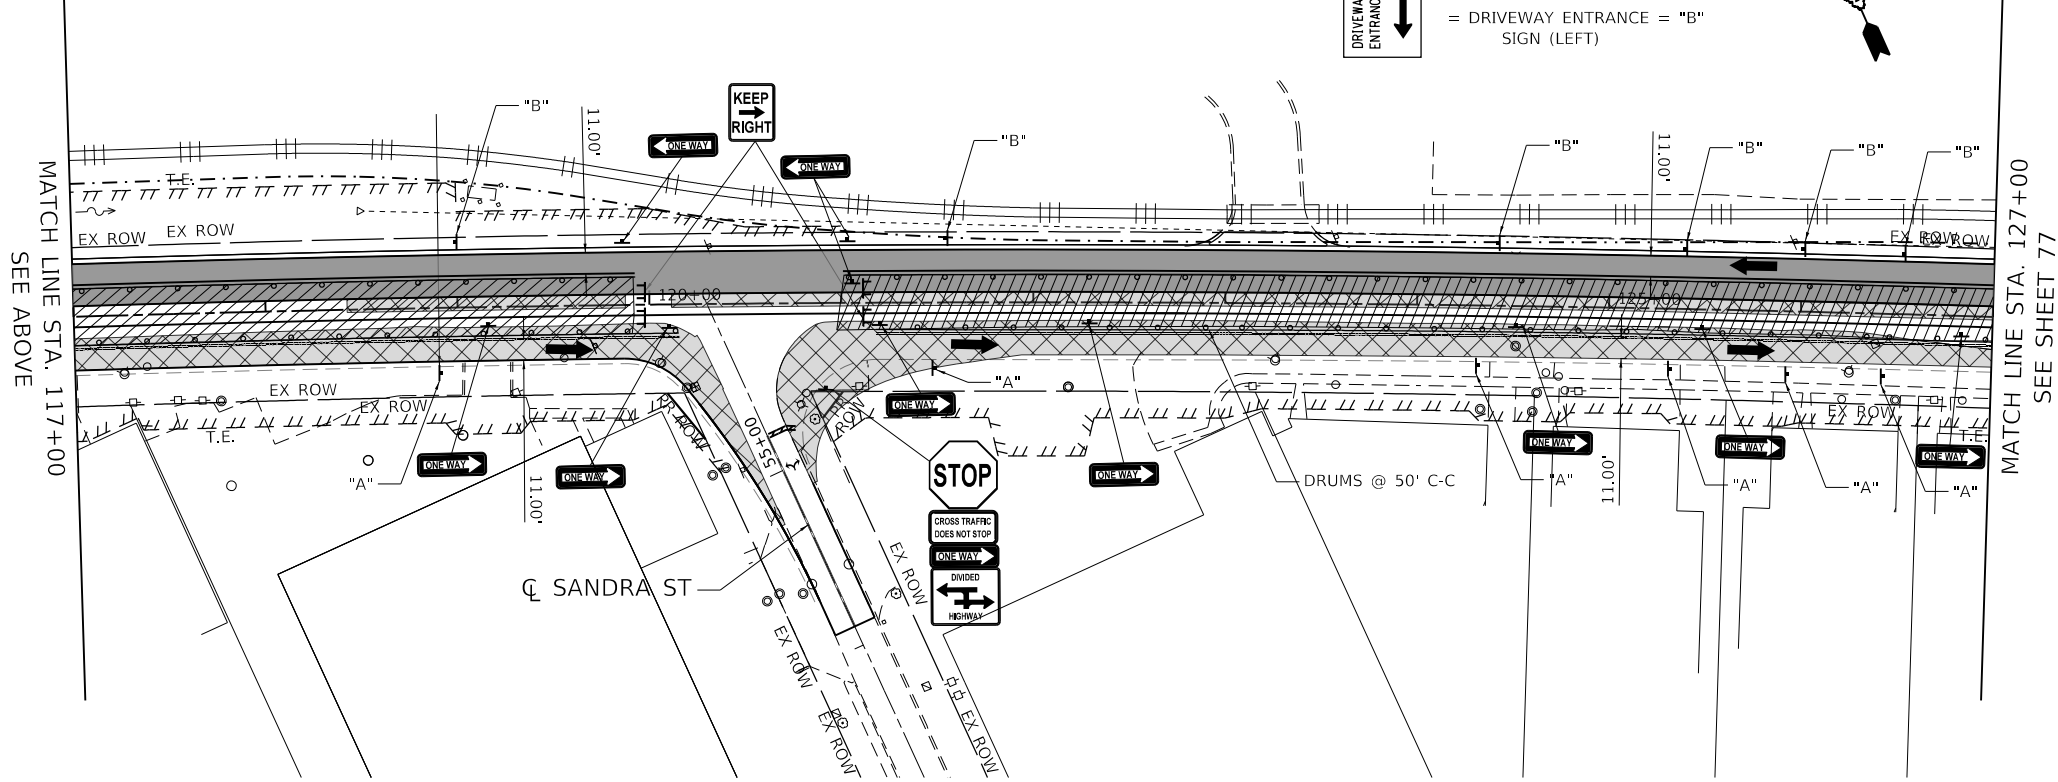 DRIVEWAY
ENTRANCE
= DRIVEWAY ENTRANCE = "B"
SIGN (LEFT)
"B"
11.00'
KEEP
RIGHT
ONE WAY
ONE WAY
"B"
"B"
11.00'
"B"
"B"
"B"
MATCH LINE STA. 117+00
SEE ABOVE
T.E.
EX ROW
EX ROW
EX ROW
EX ROW
MATCH LINE STA. 127+00
SEE SHEET 77
120+00
125+00
EX ROW
EX ROW
T.E.
PR ROW
PR ROW
55+00
"A"
ONE WAY
EX ROW
T.E.
"A"
ONE WAY
ONE WAY
11.00'
STOP
CROSS TRAFFIC
DOES NOT STOP
ONE WAY
DIVIDED
HIGHWAY
ONE WAY
DRUMS @ 50' C-C
ONE WAY
"A"
11.00'
ONE WAY
"A"
"A"
ONE WAY
"A"
℄ SANDRA ST
EX ROW
EX ROW
EX ROW
EX ROW